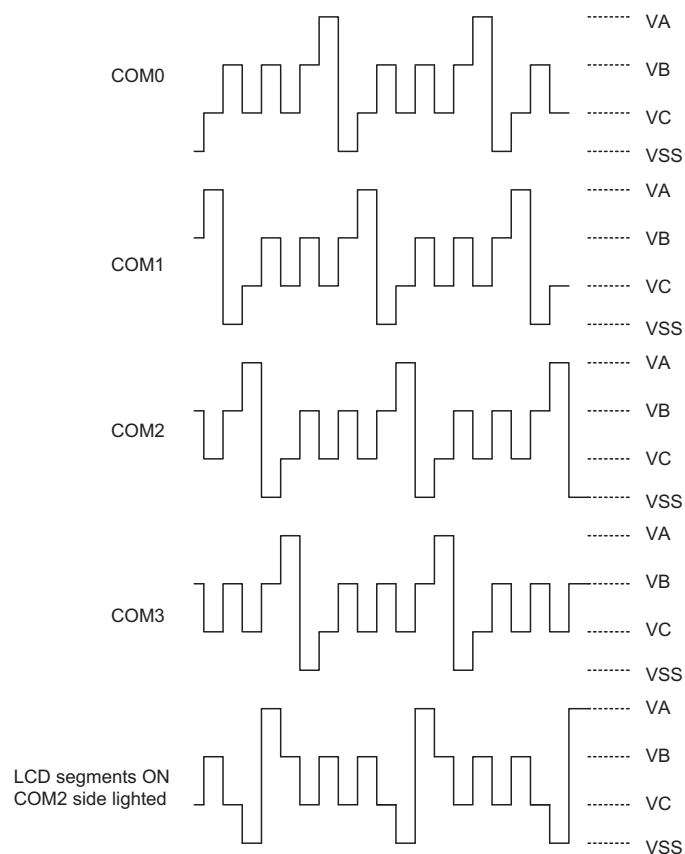 VA
COM0
VB
VC
VSS
VA
VB
COM1
VC
VSS
VA
VB
COM2
VC
VSS
VA
VB
COM3
VC
VSS
VA
VB
LCD segments ON
COM2 side lighted
VC
VSS